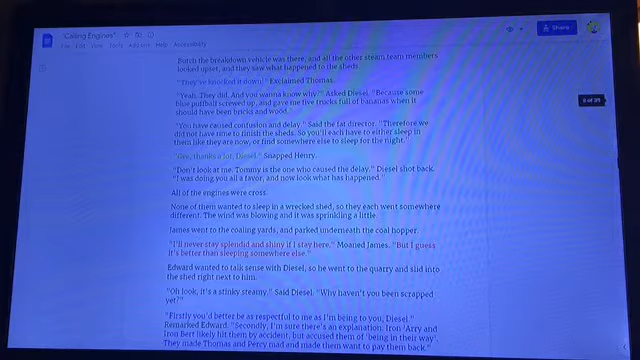 "Calling Engines"
Share
File Edit View Tools Add-ons Help Accessibility
Butch the breakdown vehicle was there, and all the other steam team members
looked upset, and they saw what happened to the sheds.
"They've knocked it down!" Exclaimed Thomas.
"Yeah. They did. And you wanna know why?" Asked Diesel. "Because some
blue puffball screwed up, and gave me five trucks full of bananas when it
should have been bricks and wood."
"You have caused confusion and delay." Said the fat director. "Therefore we
did not have time to finish the sheds. So you'll each have to either sleep in
them like they are now, or find somewhere else to sleep for the night."
thanks a lot, Diesel." Snapped Henry.
"Don't look at me. Tommy is the one who caused the delay." Diesel shot back.
"I was doing you all a favor, and now look what has happened."
All of the engines were cross.
None of them wanted to sleep in a wrecked shed, so they each went somewhere
different. The wind was blowing and it was sprinkling a little.
James went to the coaling yards, and parked underneath the coal hopper.
"I'll never stay splendid and shiny if I stay here." Moaned James. "But I guess
it's better than sleeping somewhere else."
Edward wanted to talk sense with Diesel, so he went to the quarry and slid into
the shed right next to him.
"Oh look, it's a stinky steamy." Said Diesel. "Why haven't you been scrapped
yet?"
"Firstly you'd better be as respectful to me as I'm being to you, Diesel."
Remarked Edward. "Secondly, I'm sure there's an explanation. Iron 'Arry and
Iron Bert likely hit them by accident, but accused them of 'being in their way'.
They made Thomas and Percy mad and made them want to pay them back."